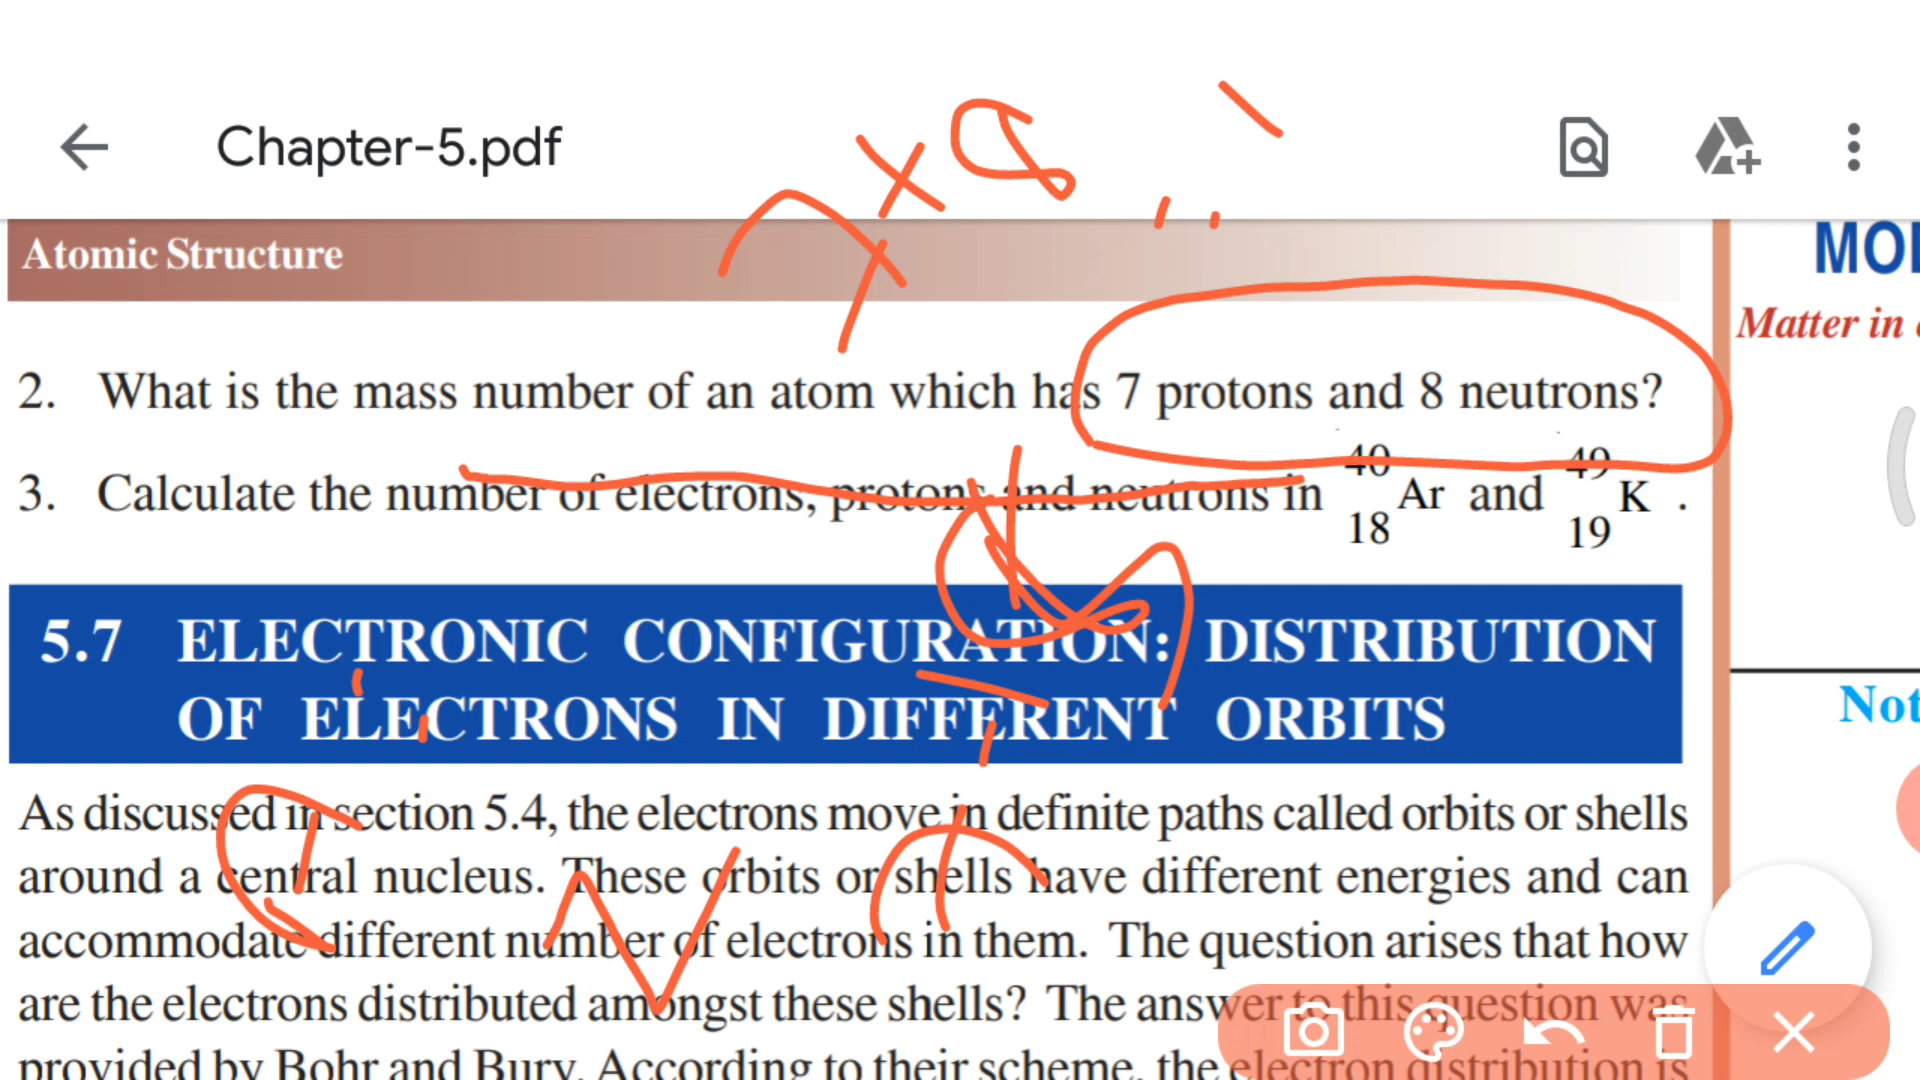 Chapter-5.pdf
Atomic Structure
MOD
Matter in
2. What is the mass number of an atom which has 7 protons and 8 neutrons?
3. Calculate the number of electrons, protons and neutrons in 40 18 Ar and 49 19 K .
5.7 ELECTRONIC CONFIGURATION: DISTRIBUTION
OF ELECTRONS IN DIFFERENT ORBITS
Not
As discussed in section 5.4, the electrons move in definite paths called orbits or shells
around a central nucleus. These orbits or shells have different energies and can
accommodate different number of electrons in them. The question arises that how
are the electrons distributed amongst these shells? The answer to this question was
provided by Bohr and Bury. According to their scheme, the electron distribution is